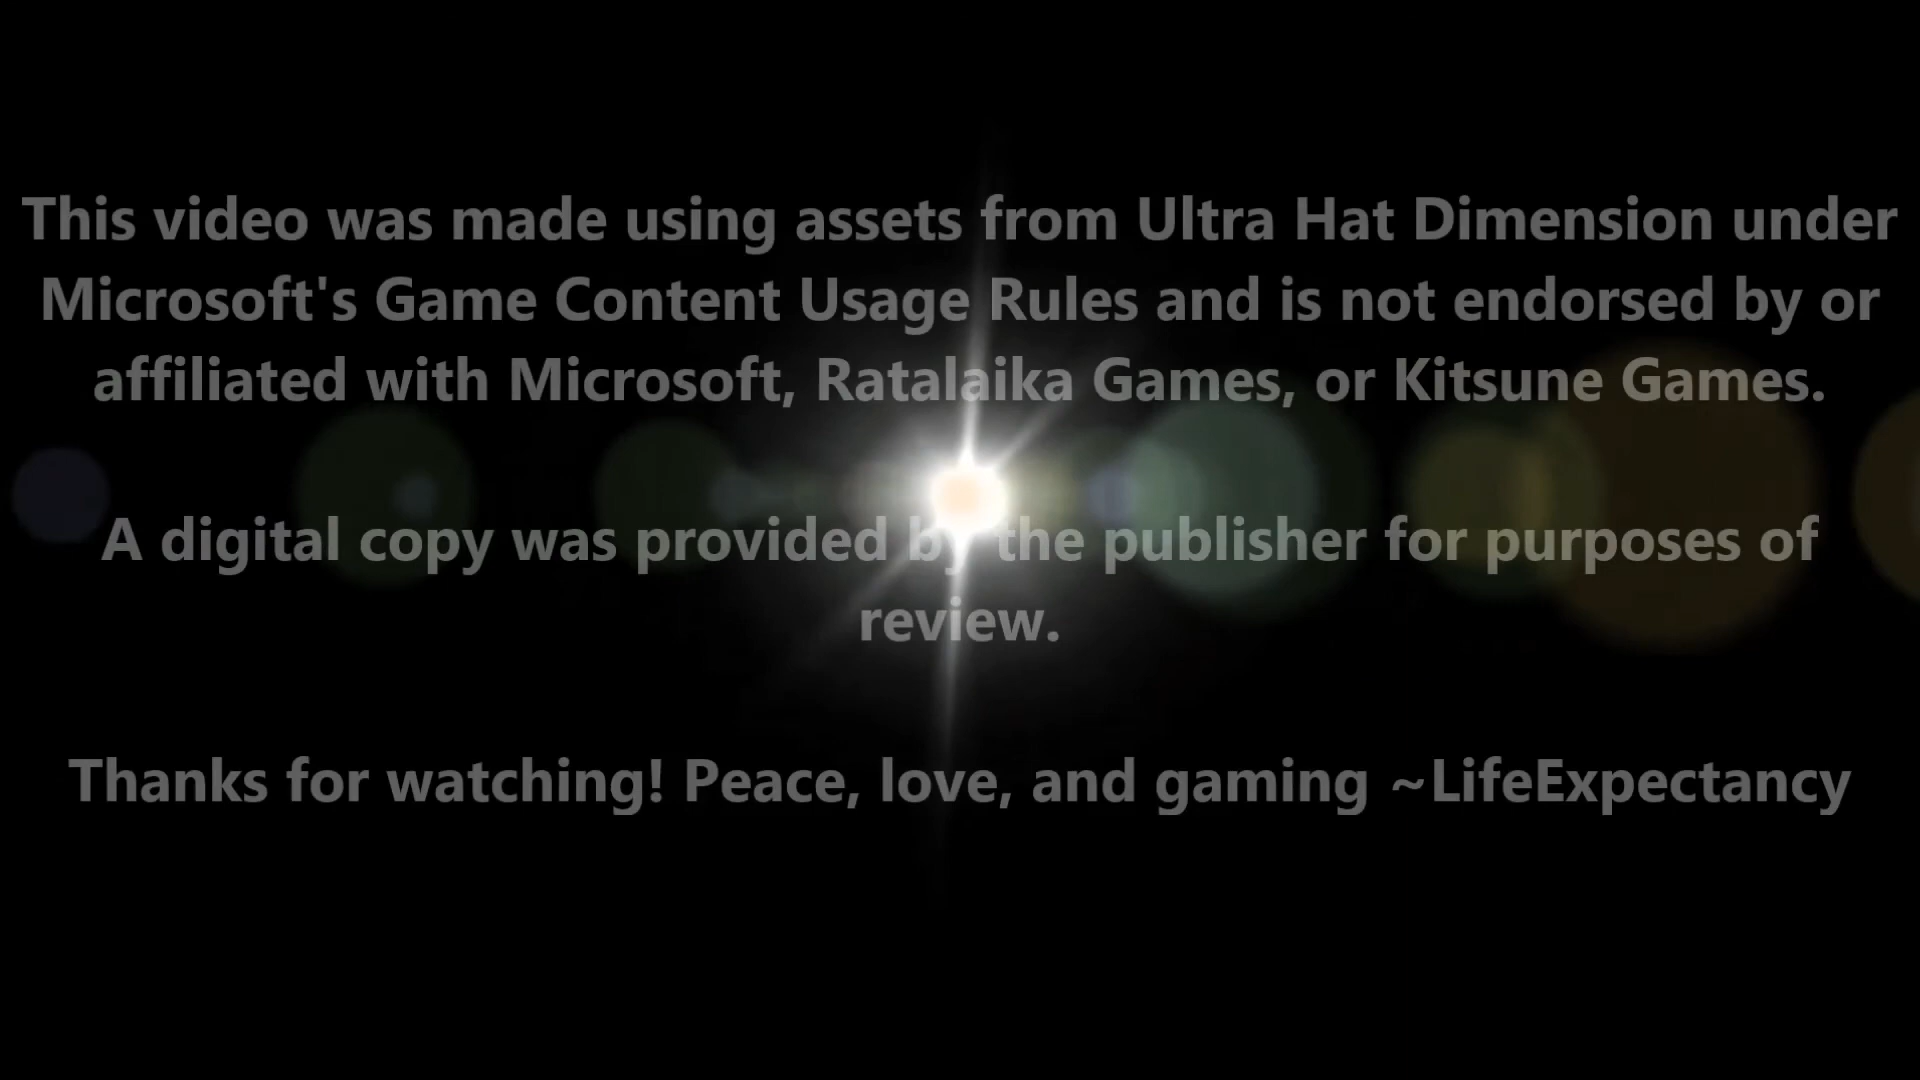 This video was made using assets from Ultra Hat Dimension under
Microsoft's Game Content Usage Rules and is not endorsed by or
affiliated with Microsoft, Ratalaika Games, or Kitsune Games.
A digital copy was provided by the publisher for purposes of
review.
Thanks for watching! Peace, love, and gaming ~LifeExpectancy